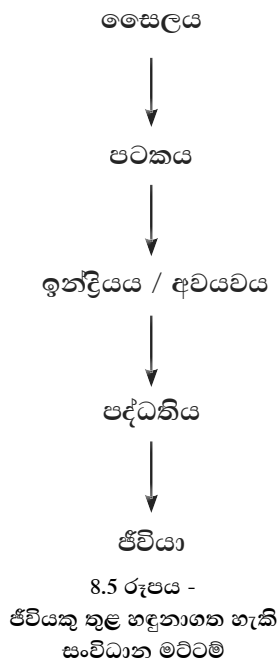 සෛලය
පටකය
ඉන්ද්‍රියය / අවයවය
පද්ධතිය
ජීවියා
8.5 රූපය -
ජීවියකු තුළ හඳුනාගත හැකි
සංවිධාන මට්ටම්